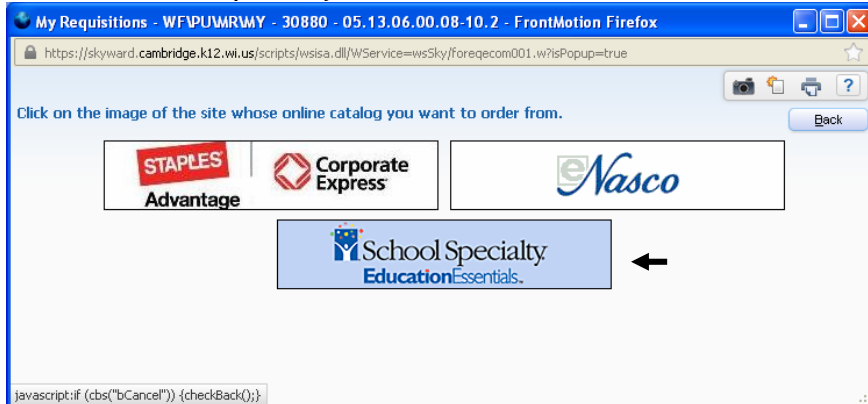 My Requisitions - WF\PU\MR\MY - 30880 - 05.13.06.00.08-10.2 - FrontMotion Firefox
https://skyward.cambridge.k12.wi.us/scripts/wsisa.dll/WService=wsSky/foreqecom001.w?isPopup=true
?
Click on the image of the site whose online catalog you want to order from.
Back
STAPLES Advantage
Corporate Express
eNasco
School Specialty
EducationEssentials.
javascript:if (cbs("bCancel")) {checkBack();}